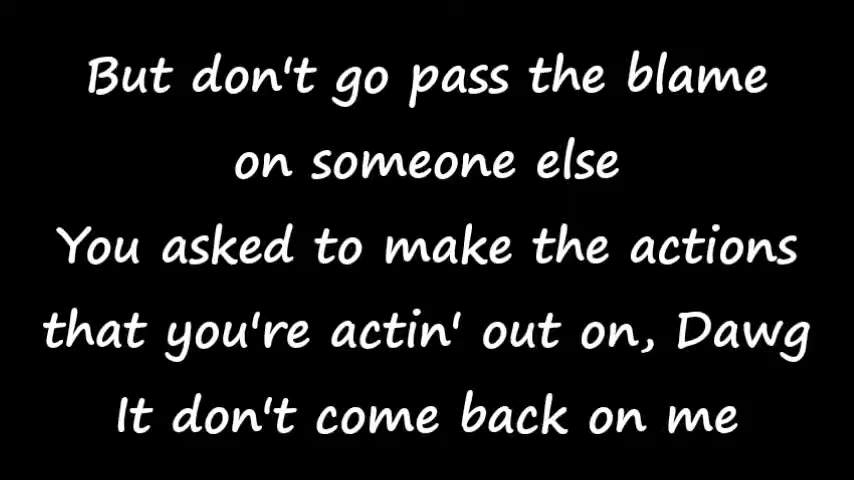 But don't go pass the blame
on someone else
You asked to make the actions
that you're actin' out on, Dawg
It don't come back on me